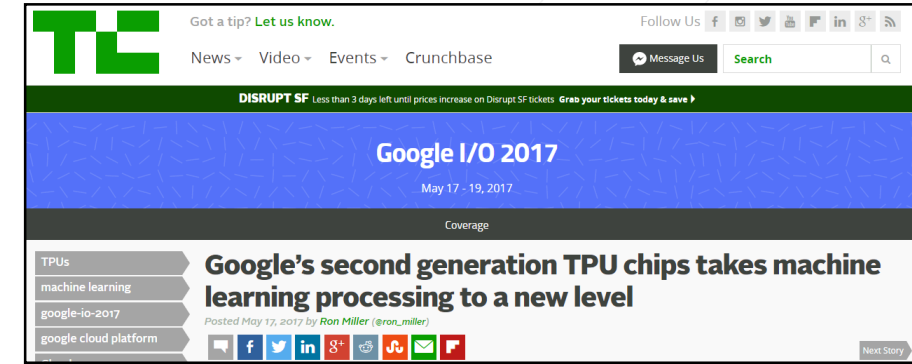 TC
Got a tip? Let us know.
Follow Us
News Video Events Crunchbase
Message Us
Search
DISRUPT SF Less than 3 days left until prices increase on Disrupt SF tickets Grab your tickets today & save
Google I/O 2017
May 17 - 19, 2017
Coverage
TPUs
machine learning
google-io-2017
google cloud platform
Google's second generation TPU chips takes machine
learning processing to a new level
Posted May 17, 2017 by Ron Miller (@ron_miller)
Next Story